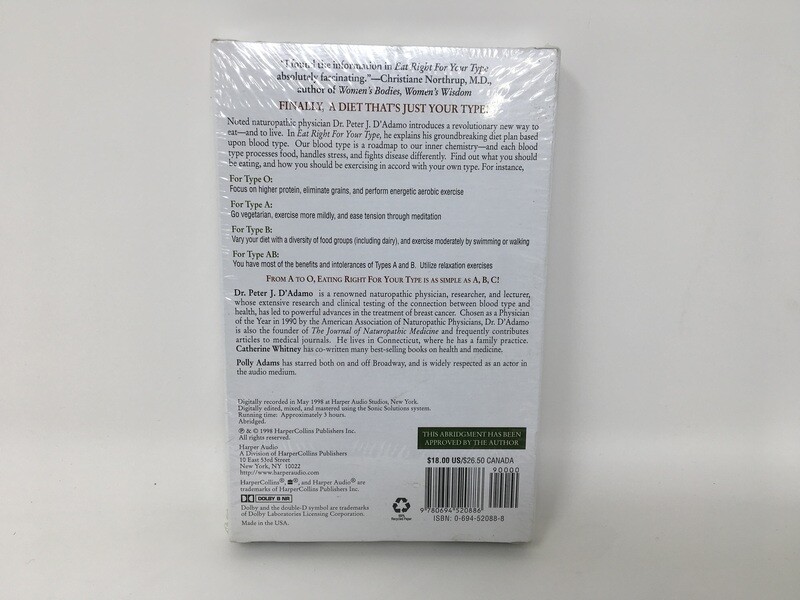 "I found the information in Eat Right For Your Type
absolutely fascinating."—Christiane Northrup, M.D.,
author of Women's Bodies, Women's Wisdom
FINALLY, A DIET THAT'S JUST YOUR TYPE!
Noted naturopathic physician Dr. Peter J. D'Adamo introduces a revolutionary new way to
eat—and to live. In Eat Right For Your Type, he explains his groundbreaking diet plan based
upon blood type. Our blood type is a roadmap to our inner chemistry—and each blood
type processes food, handles stress, and fights disease differently. Find out what you should
be eating, and how you should be exercising in accord with your own type. For instance,
For Type O:
Focus on higher protein, eliminate grains, and perform energetic aerobic exercise
For Type A:
Go vegetarian, exercise more mildly, and ease tension through meditation
For Type B:
Vary your diet with a diversity of food groups (including dairy), and exercise moderately by swimming or walking
For Type AB:
You have most of the benefits and intolerances of Types A and B. Utilize relaxation exercises
FROM A TO O, EATING RIGHT FOR YOUR TYPE IS AS SIMPLE AS A, B, C!
Dr. Peter J. D'Adamo is a renowned naturopathic physician, researcher, and lecturer,
whose extensive research and clinical testing of the connection between blood type and
health, has led to powerful advances in the treatment of breast cancer. Chosen as a Physician
of the Year in 1990 by the American Association of Naturopathic Physicians, Dr. D'Adamo
is also the founder of The Journal of Naturopathic Medicine and frequently contributes
articles to medical journals. He lives in Connecticut, where he has a family practice.
Catherine Whitney has co-written many best-selling books on health and medicine.
Polly Adams has starred both on and off Broadway, and is widely respected as an actor in
the audio medium.
Digitally recorded in May 1998 at Harper Audio Studios, New York.
Digitally edited, mixed, and mastered using the Sonic Solutions system.
Running time: Approximately 3 hours.
Abridged.
℗ & © 1998 HarperCollins Publishers Inc.
All rights reserved.
Harper Audio
A Division of HarperCollins Publishers
10 East 53rd Street
New York, NY 10022
http://www.harperaudio.com
HarperCollins®, ®, and Harper Audio® are
trademarks of HarperCollins Publishers Inc.
DOLBY B NR
Dolby and the double-D symbol are trademarks
of Dolby Laboratories Licensing Corporation.
Made in the USA.
THIS ABRIDGMENT HAS BEEN
APPROVED BY THE AUTHOR
$18.00 US/$26.50 CANADA
90000
9 780694 520886
ISBN: 0-694-52088-8